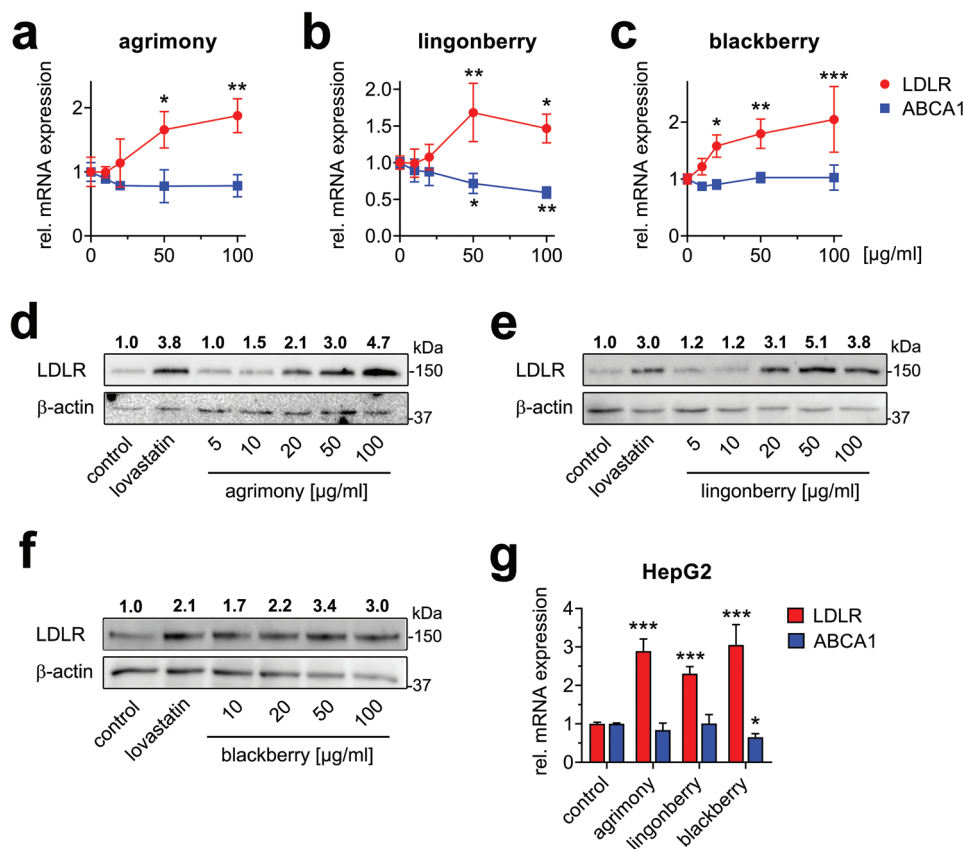 a
agrimony
rel. mRNA expression
2
1
0
0
50
100
*
**
b
lingonberry
rel. mRNA expression
2.0
1.5
1.0
0.5
0.0
0
50
100
**
*
*
**
c
blackberry
rel. mRNA expression
2
1
0
0
50
100
[µg/ml]
*
**
***
LDLR
ABCA1
d
1.0 3.8 1.0 1.5 2.1 3.0 4.7
kDa
LDLR
-150
β-actin
-37
control lovastatin 5 10 20 50 100
agrimony [µg/ml]
e
1.0 3.0 1.2 1.2 3.1 5.1 3.8
kDa
LDLR
-150
β-actin
-37
control lovastatin 5 10 20 50 100
lingonberry [µg/ml]
f
1.0 2.1 1.7 2.2 3.4 3.0
kDa
LDLR
-150
β-actin
-37
control lovastatin 10 20 50 100
blackberry [µg/ml]
g
HepG2
rel. mRNA expression
4
3
2
1
0
***
***
***
*
control agrimony lingonberry blackberry
LDLR
ABCA1